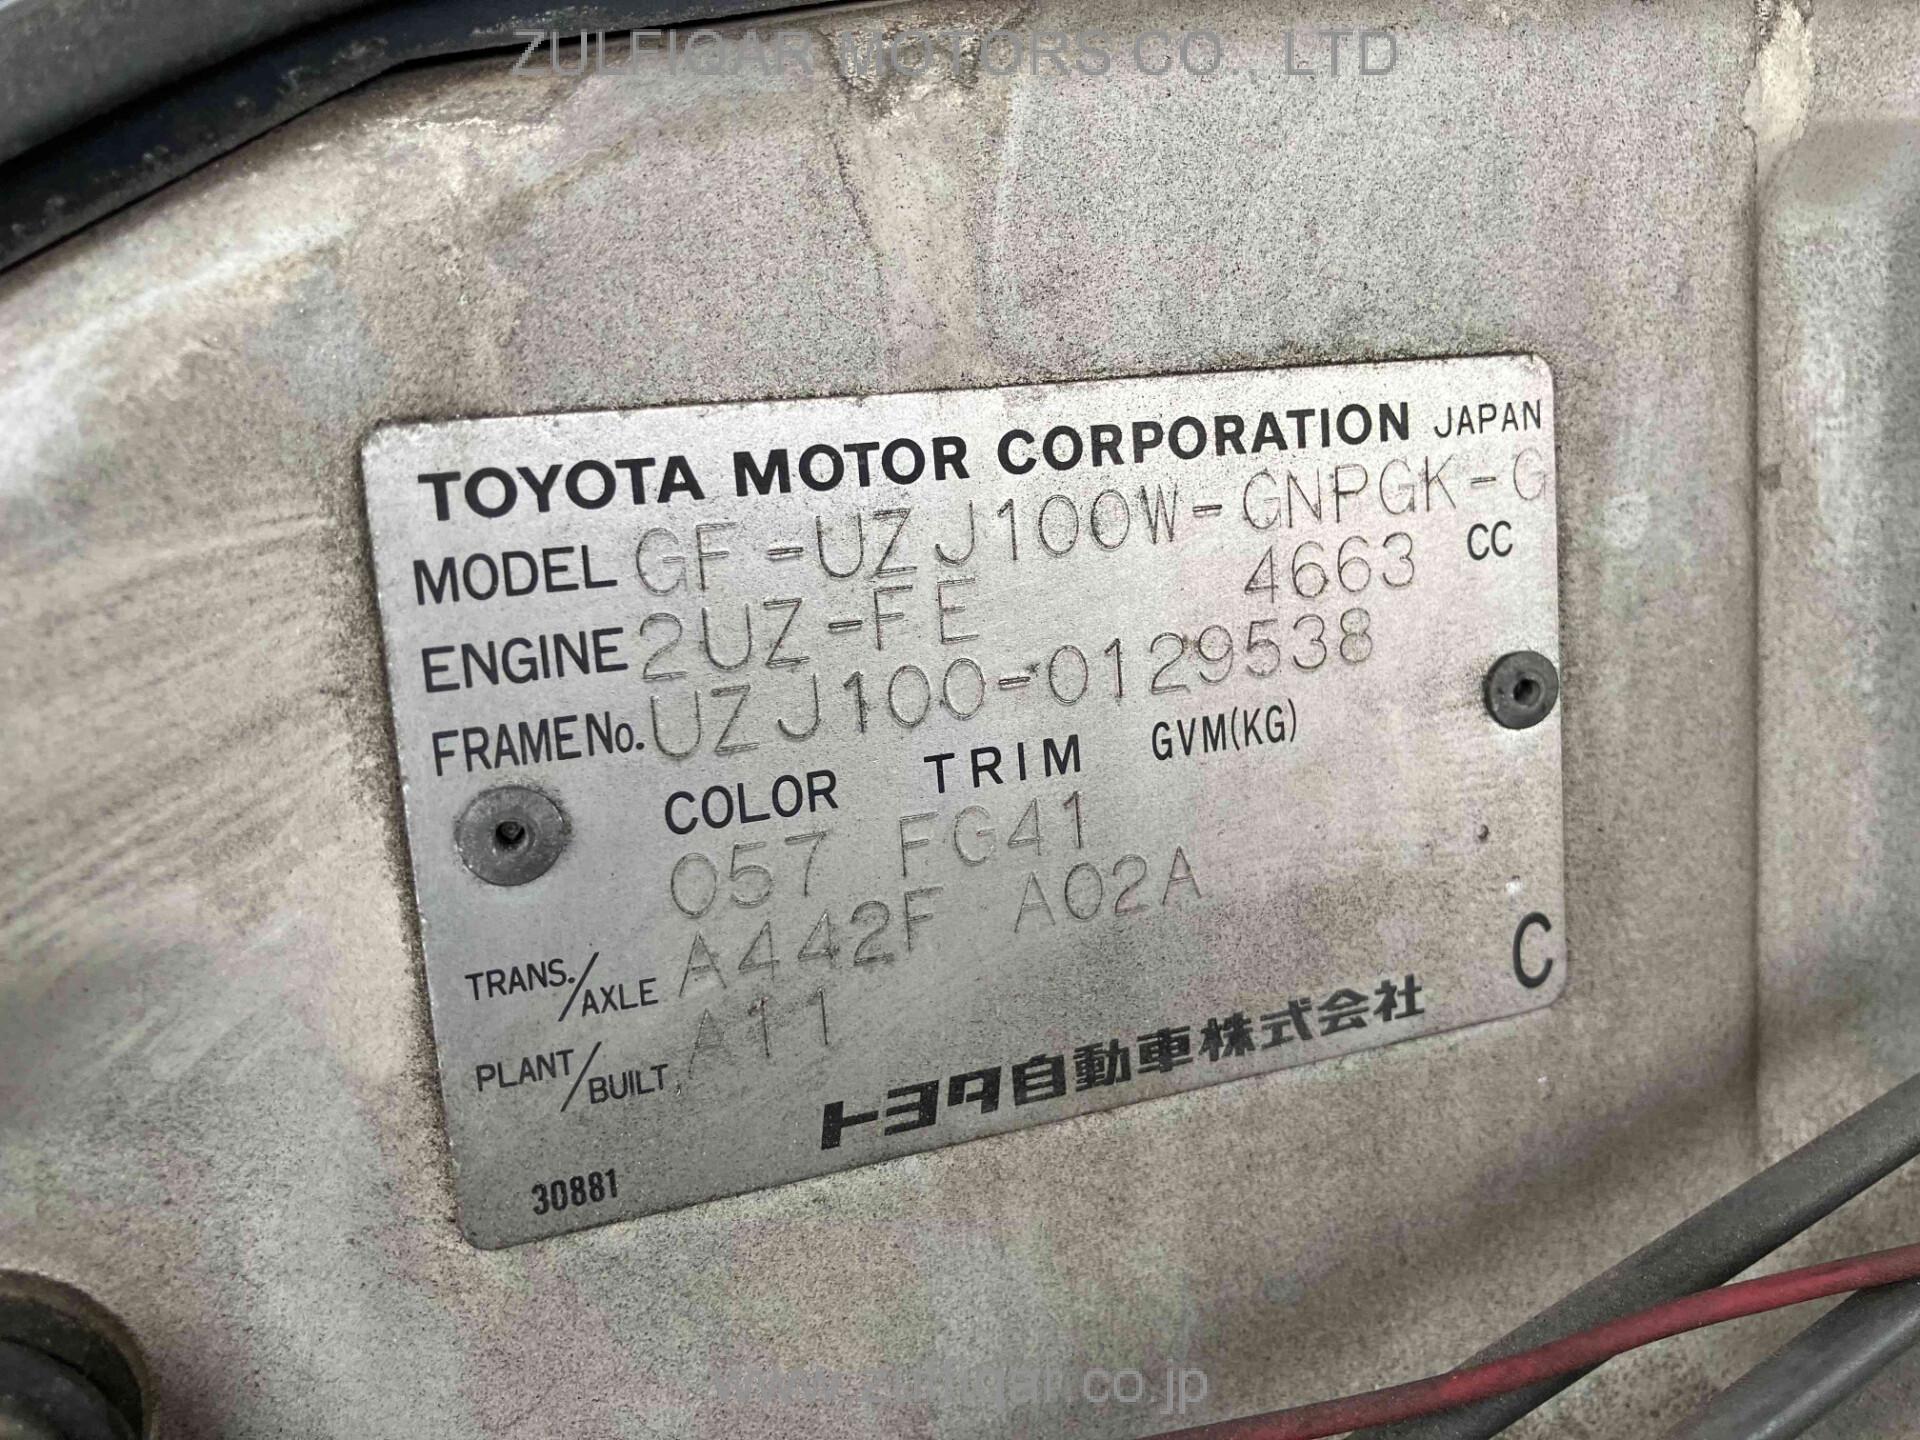 ZULFIQAR MOTORS CO., LTD
TOYOTA MOTOR CORPORATION JAPAN
MODEL GF-UZJ100W-GNPGK-G
ENGINE 2UZ-FE 4663 CC
FRAME No. UZJ100-0129538
COLOR TRIM GVM(KG)
057 FG41
TRANS./AXLE A442F A02A
PLANT/BUILT A11
トヨタ自動車株式会社 C
30881
www.zulfiqar.co.jp